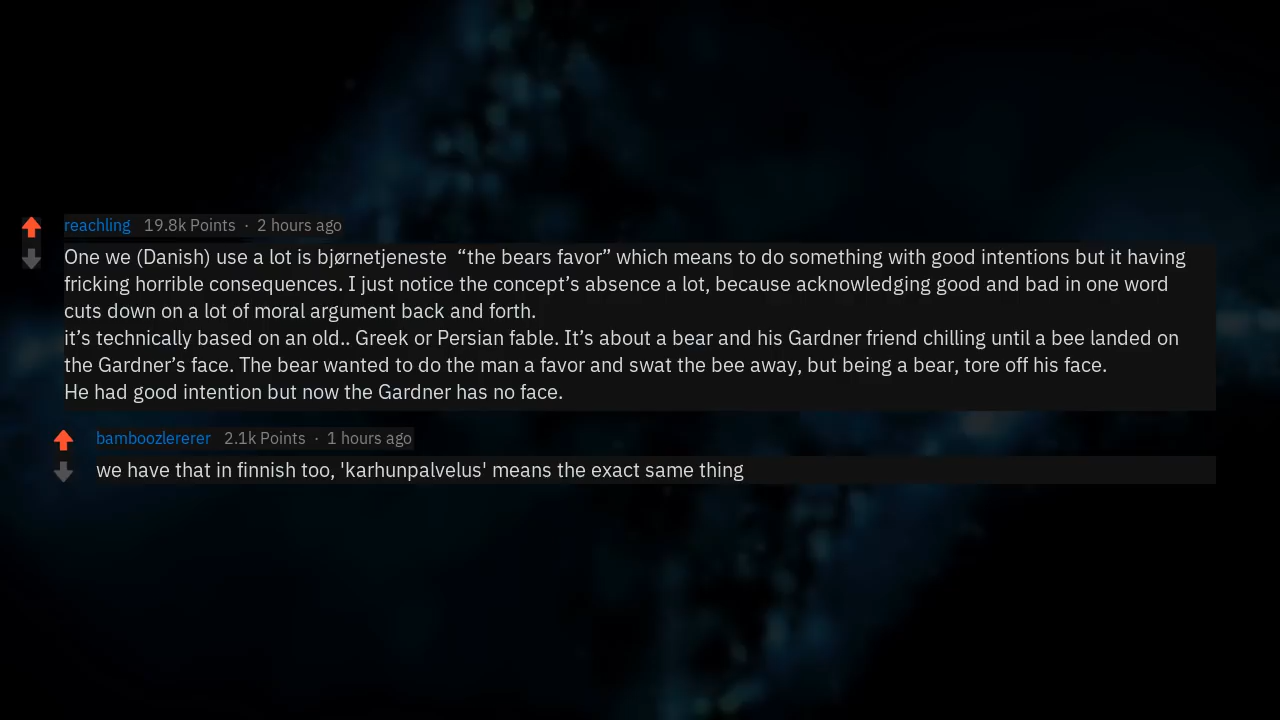 reachling 19.8k Points · 2 hours ago
One we (Danish) use a lot is bjørnetjeneste “the bears favor” which means to do something with good intentions but it having
fricking horrible consequences. I just notice the concept’s absence a lot, because acknowledging good and bad in one word
cuts down on a lot of moral argument back and forth.
it’s technically based on an old.. Greek or Persian fable. It’s about a bear and his Gardner friend chilling until a bee landed on
the Gardner’s face. The bear wanted to do the man a favor and swat the bee away, but being a bear, tore off his face.
He had good intention but now the Gardner has no face.
bamboozlererer 2.1k Points · 1 hours ago
we have that in finnish too, 'karhunpalvelus' means the exact same thing